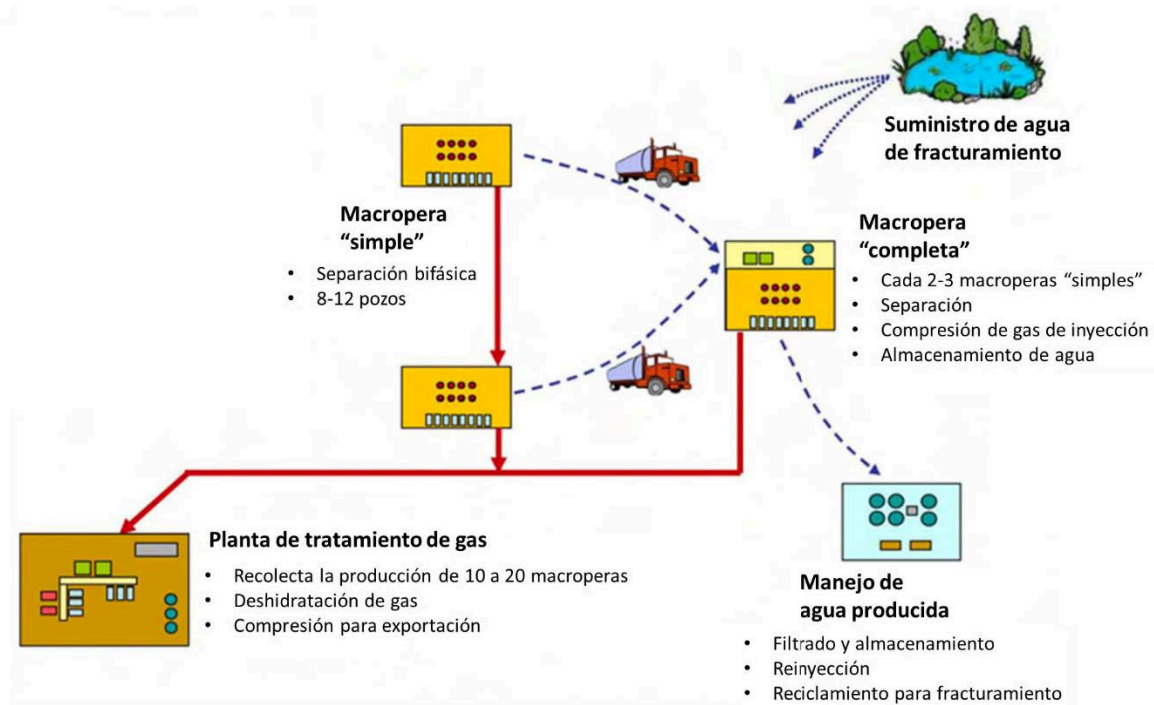 Suministro de agua
de fracturamiento
Macropera
“simple”
• Separación bifásica
• 8-12 pozos
Macropera
“completa”
• Cada 2-3 macroperas “simples”
• Separación
• Compresión de gas de inyección
• Almacenamiento de agua
Planta de tratamiento de gas
• Recolecta la producción de 10 a 20 macroperas
• Deshidratación de gas
• Compresión para exportación
Manejo de
agua producida
• Filtrado y almacenamiento
• Reinyección
• Reciclamiento para fracturamiento